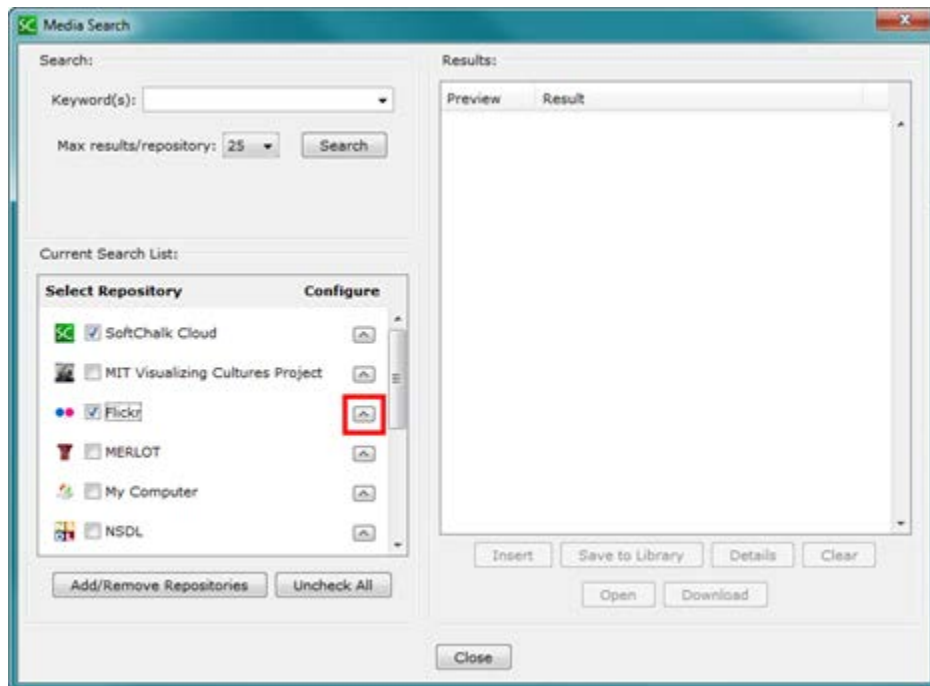 SC Media Search
Search:
Keyword(s):
Max results/repository: 25 Search
Current Search List:
Select Repository Configure
SC SoftChalk Cloud
MIT Visualizing Cultures Project
Flickr
MERLOT
My Computer
NSDL
Add/Remove Repositories Uncheck All
Results:
Preview Result
Insert Save to Library Details Clear
Open Download
Close